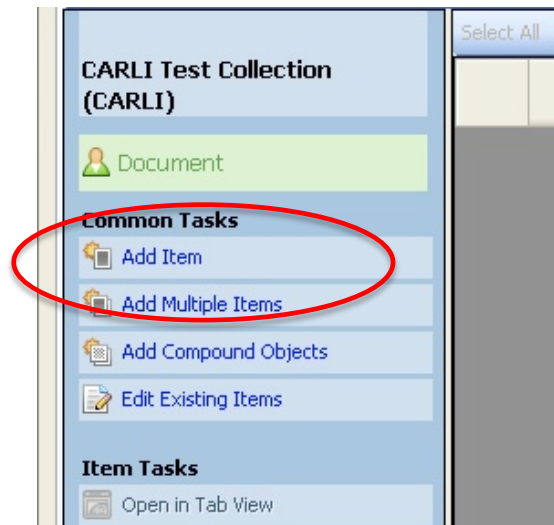 Select All
CARLI Test Collection
(CARLI)
Document
Common Tasks
Add Item
Add Multiple Items
Add Compound Objects
Edit Existing Items
Item Tasks
Open in Tab View